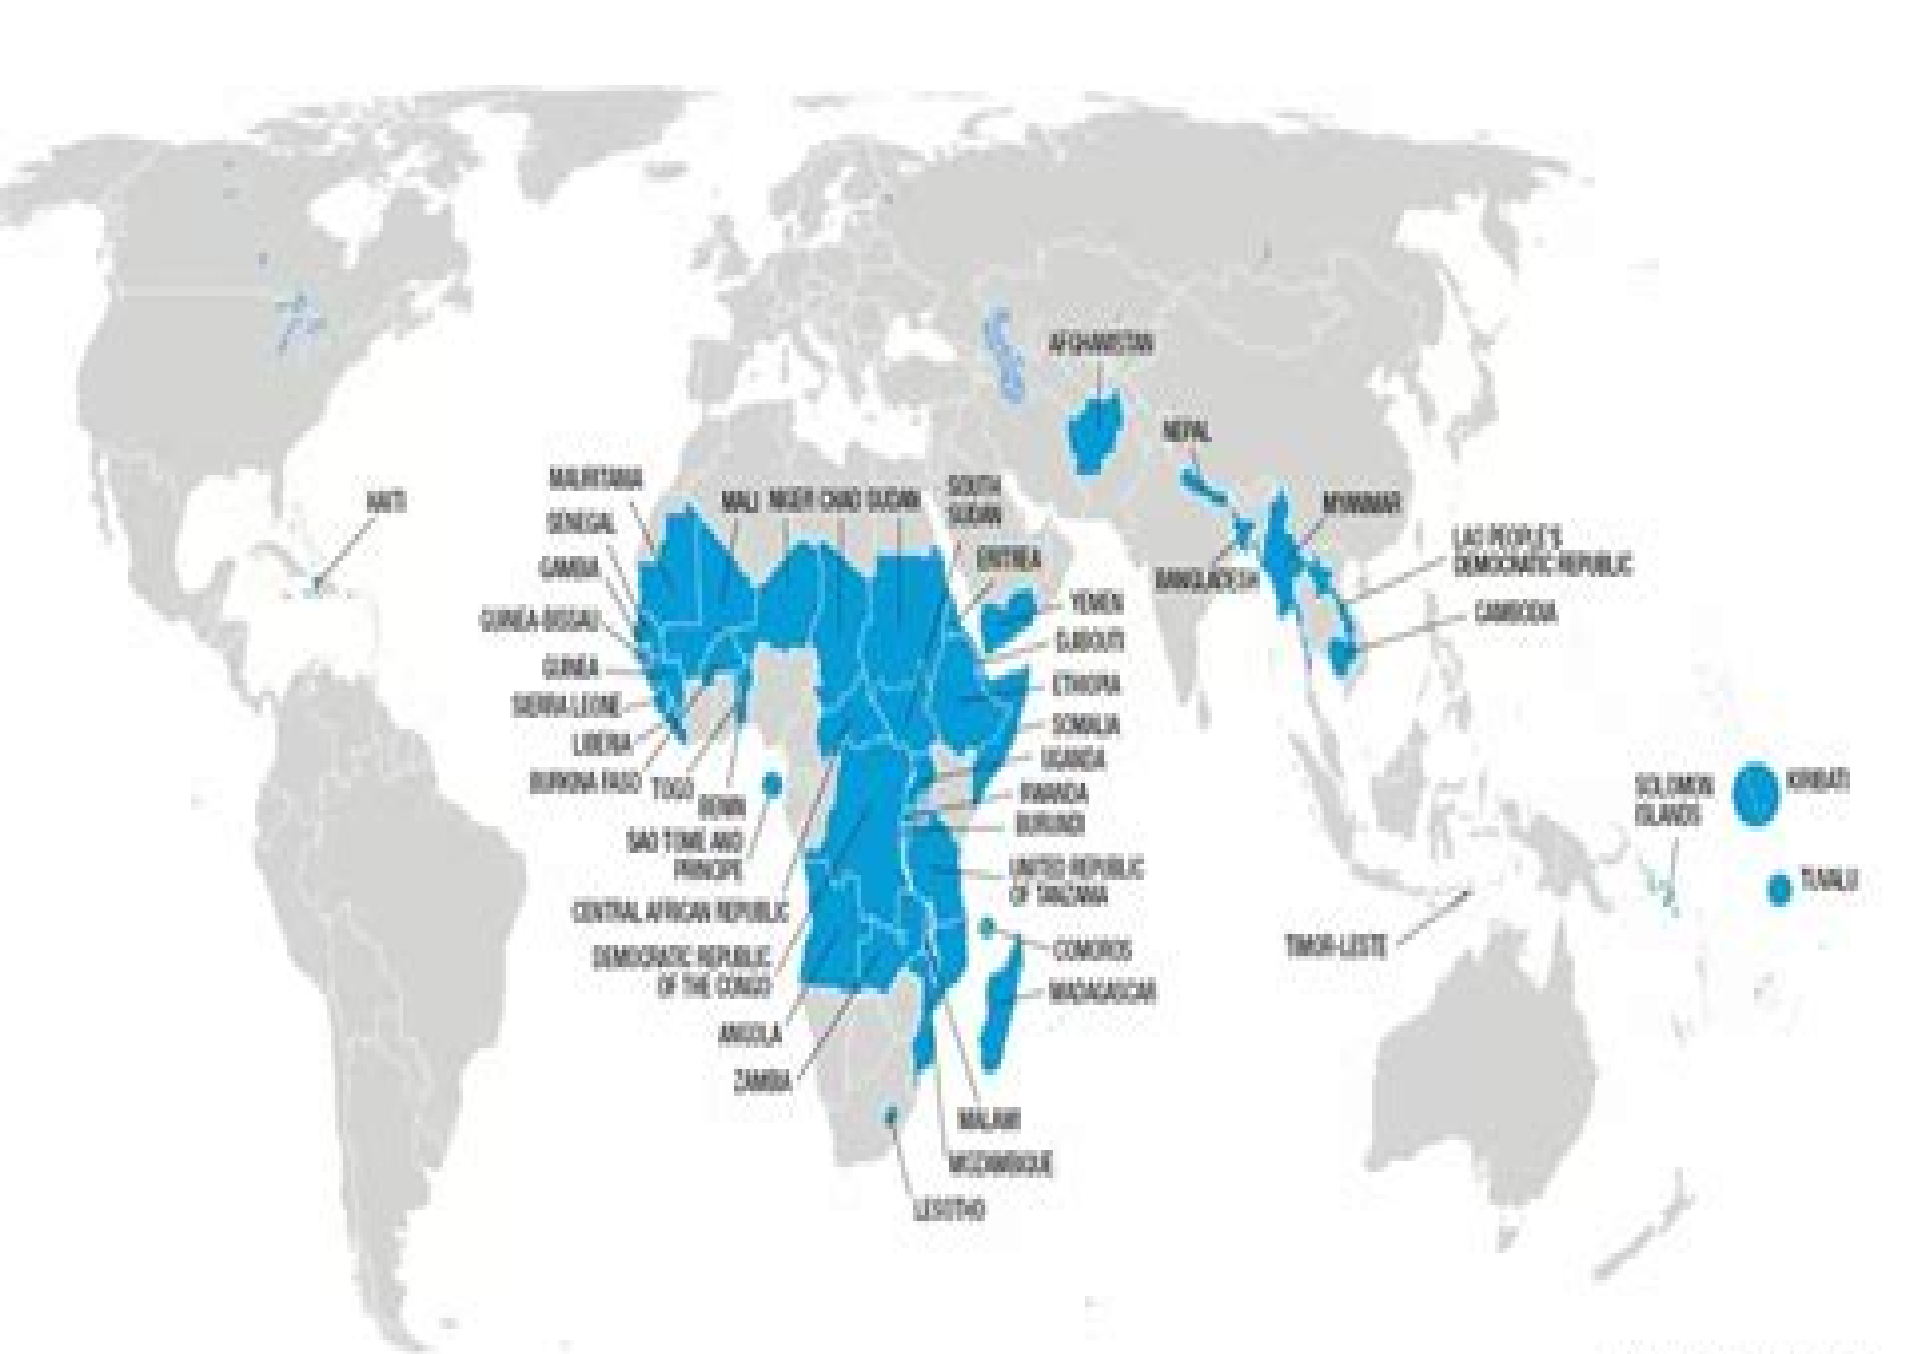 AFGHANISTAN
NEPAL
HAITI
MAURITANIA
MALI
NIGER
CHAD
SUDAN
SOUTH
SUDAN
MYANMAR
SENEGAL
LAO PEOPLE'S
DEMOCRATIC REPUBLIC
ERITREA
GAMBIA
BANGLADESH
YEMEN
CAMBODIA
GUINEA-BISSAU
DJIBOUTI
GUINEA
ETHIOPIA
SIERRA LEONE
SOMALIA
LIBERIA
UGANDA
BURKINA FASO
TOGO
BENIN
RWANDA
SOLOMON
ISLANDS
KIRIBATI
BURUNDI
SAO TOME AND
PRINCIPE
UNITED REPUBLIC
OF TANZANIA
TUVALU
CENTRAL AFRICAN REPUBLIC
TIMOR-LESTE
COMOROS
DEMOCRATIC REPUBLIC
OF THE CONGO
MADAGASCAR
ANGOLA
ZAMBIA
MALAWI
MOZAMBIQUE
LESOTHO